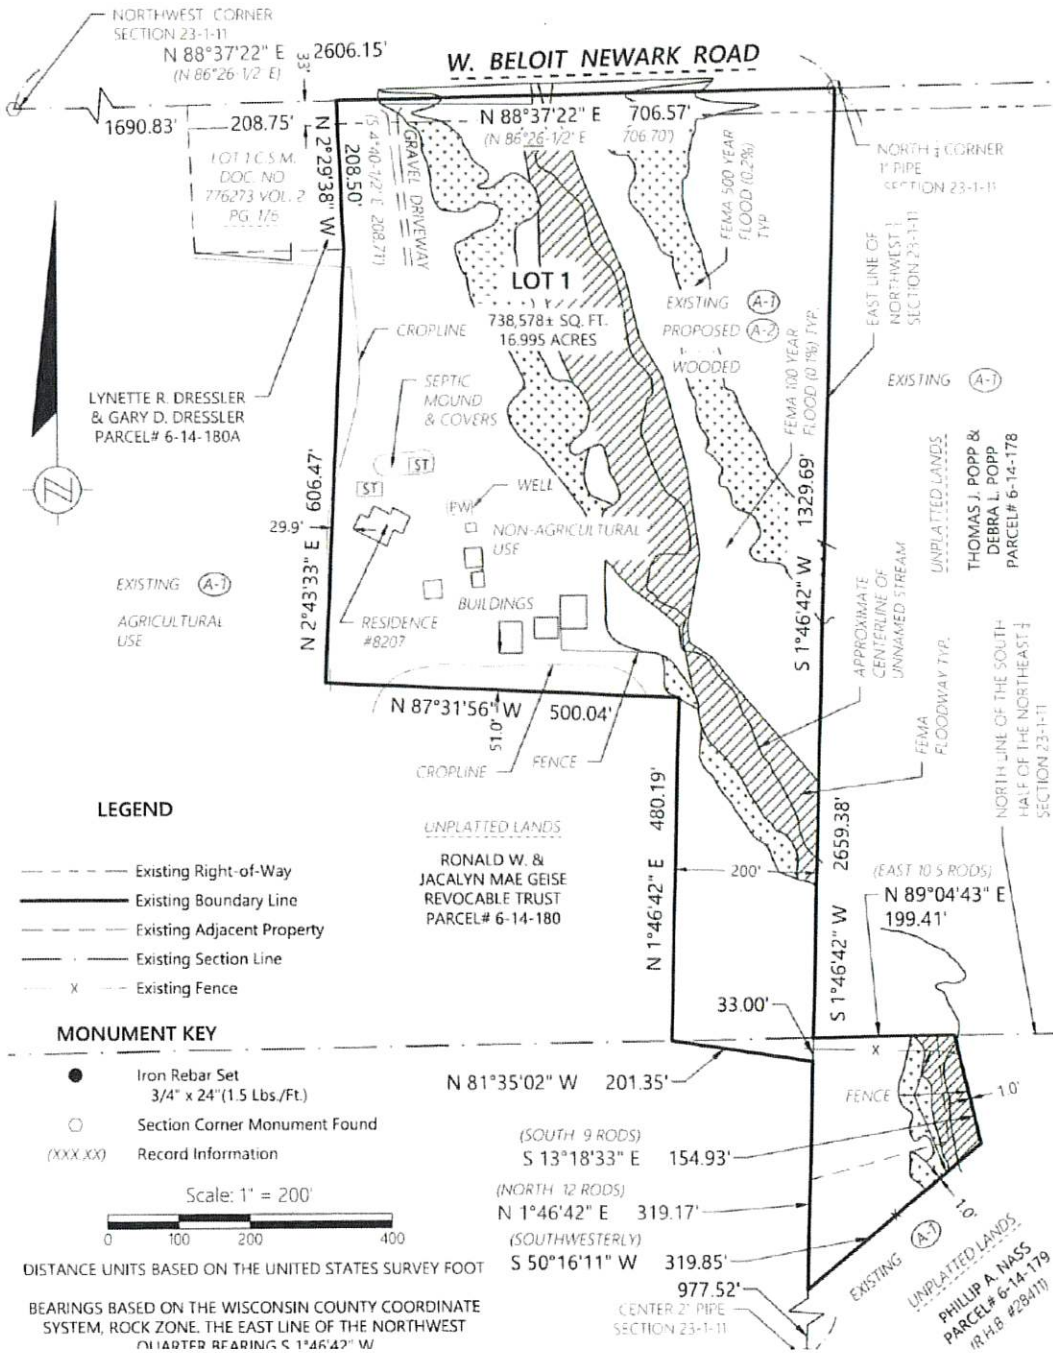 NORTHWEST CORNER
SECTION 23-1-11
N 88°37'22" E 2606.15'
(N 86°26-1/2' E)
33'
W. BELOIT NEWARK ROAD
1690.83'
208.75'
N 88°37'22" E 706.57'
(N 86°26-1/2' E 706.70')
LOT 1 C.S.M.
DOC. NO
776273 VOL. 2
PG. 176
N 2°29'38" W
208.50'
(S 4°40-1/2' E 208.71')
GRAVEL DRIVEWAY
FEMA 500 YEAR
FLOOD (0.2%)
TYP.
NORTH 1/4 CORNER
1" PIPE
SECTION 23-1-11
EAST LINE OF
NORTHWEST 1/4
SECTION 23-1-11
LOT 1
738,578± SQ. FT.
16.995 ACRES
EXISTING A-1
PROPOSED A-2
WOODED
FEMA 100 YEAR
FLOOD (0.1%) TYP.
CROPLINE
SEPTIC
MOUND
& COVERS
LYNETTE R. DRESSLER
& GARY D. DRESSLER
PARCEL# 6-14-180A
EXISTING A-1
UNPLATTED LANDS
THOMAS J. POPP &
DEBRA L. POPP
PARCEL# 6-14-178
ST
ST
WELL
(PW)
NON-AGRICULTURAL
USE
29.9'
N 2°43'33" E 606.47'
S 1°46'42" W 1329.69'
EXISTING A-1
AGRICULTURAL
USE
RESIDENCE
#8207
BUILDINGS
APPROXIMATE
CENTERLINE OF
UNNAMED STREAM
FEMA
FLOODWAY TYP.
NORTH LINE OF THE SOUTH
HALF OF THE NORTHEAST 1/4
SECTION 23-1-11
N 87°31'56" W 500.04'
51.0'
CROPLINE
FENCE
LEGEND
Existing Right-of-Way
Existing Boundary Line
Existing Adjacent Property
Existing Section Line
X Existing Fence
UNPLATTED LANDS
RONALD W. &
JACALYN MAE GEISE
REVOCABLE TRUST
PARCEL# 6-14-180
N 1°46'42" E 480.19'
200'
S 1°46'42" W 2659.38'
(EAST 10.5 RODS)
N 89°04'43" E
199.41'
33.00'
MONUMENT KEY
Iron Rebar Set
3/4" x 24"(1.5 Lbs./Ft.)
Section Corner Monument Found
(XXX.XX) Record Information
N 81°35'02" W 201.35'
X
FENCE
1.0'
(SOUTH 9 RODS)
S 13°18'33" E 154.93'
(NORTH 12 RODS)
N 1°46'42" E 319.17'
(SOUTHWESTERLY)
S 50°16'11" W 319.85'
977.52'
CENTER 2" PIPE
SECTION 23-1-11
X
1.0'
EXISTING A-1
UNPLATTED LANDS
PHILLIP A. NASS
PARCEL# 6-14-179
(R.H.B. #28411)
Scale: 1" = 200'
0 100 200 400
DISTANCE UNITS BASED ON THE UNITED STATES SURVEY FOOT
BEARINGS BASED ON THE WISCONSIN COUNTY COORDINATE
SYSTEM, ROCK ZONE. THE EAST LINE OF THE NORTHWEST
QUARTER BEARING S 1°46'42" W